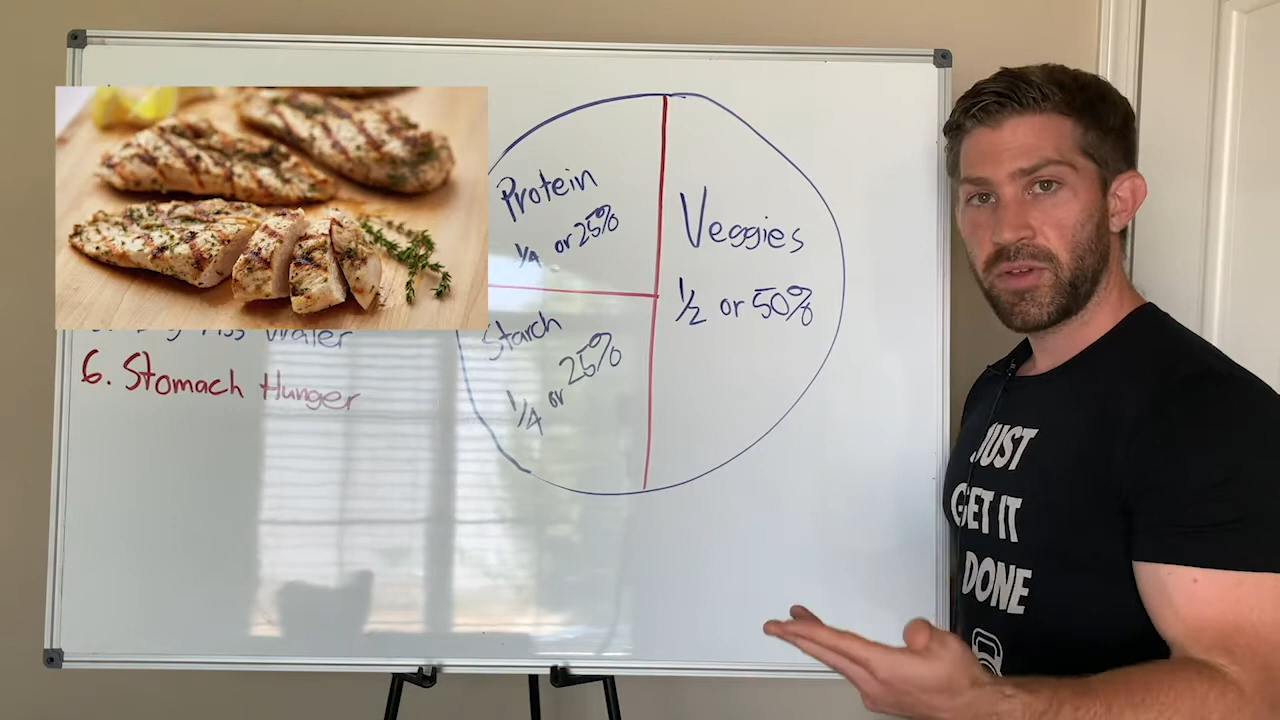 Protein
1/4 or 25%
Veggies
1/2 or 50%
Starch
1/4 or 25%
Water
6. Stomach Hunger
JUST
GET IT
DONE